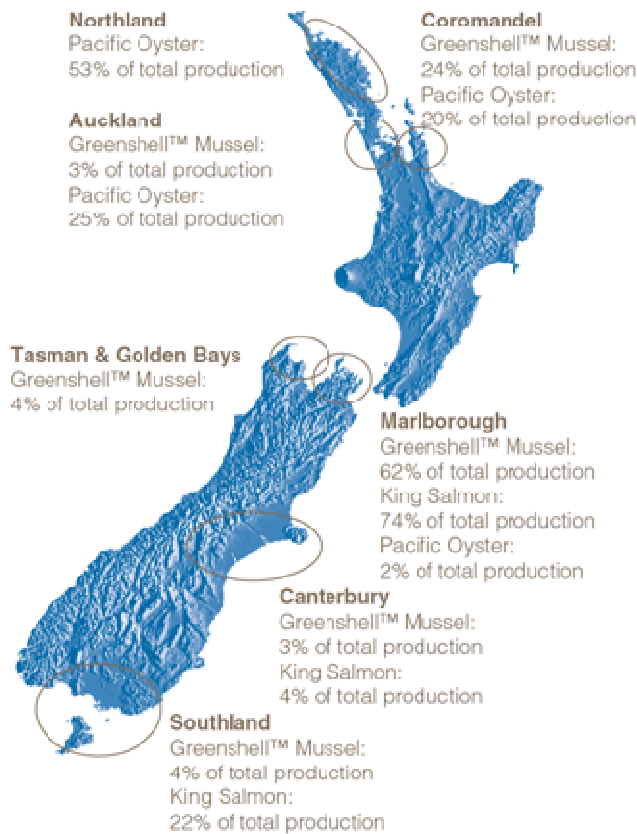 Northland
Pacific Oyster:
53% of total production
Auckland
Greenshell™ Mussel:
3% of total production
Pacific Oyster:
25% of total production
Coromandel
Greenshell™ Mussel:
24% of total production
Pacific Oyster:
20% of total production
Tasman & Golden Bays
Greenshell™ Mussel:
4% of total production
Marlborough
Greenshell™ Mussel:
62% of total production
King Salmon:
74% of total production
Pacific Oyster:
2% of total production
Canterbury
Greenshell™ Mussel:
3% of total production
King Salmon:
4% of total production
Southland
Greenshell™ Mussel:
4% of total production
King Salmon:
22% of total production